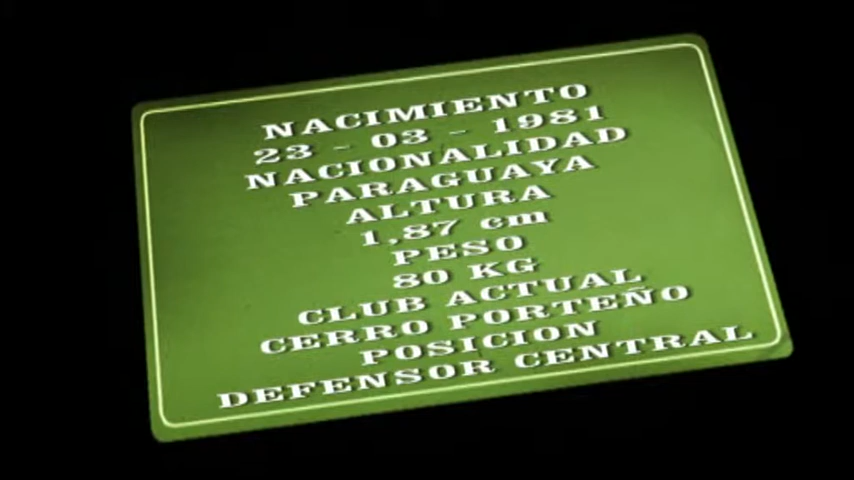 NACIMIENTO
23 - 03 - 1981
NACIONALIDAD
PARAGUAYA
ALTURA
1,87 cm
PESO
80 KG
CLUB ACTUAL
CERRO PORTEÑO
POSICION
DEFENSOR CENTRAL